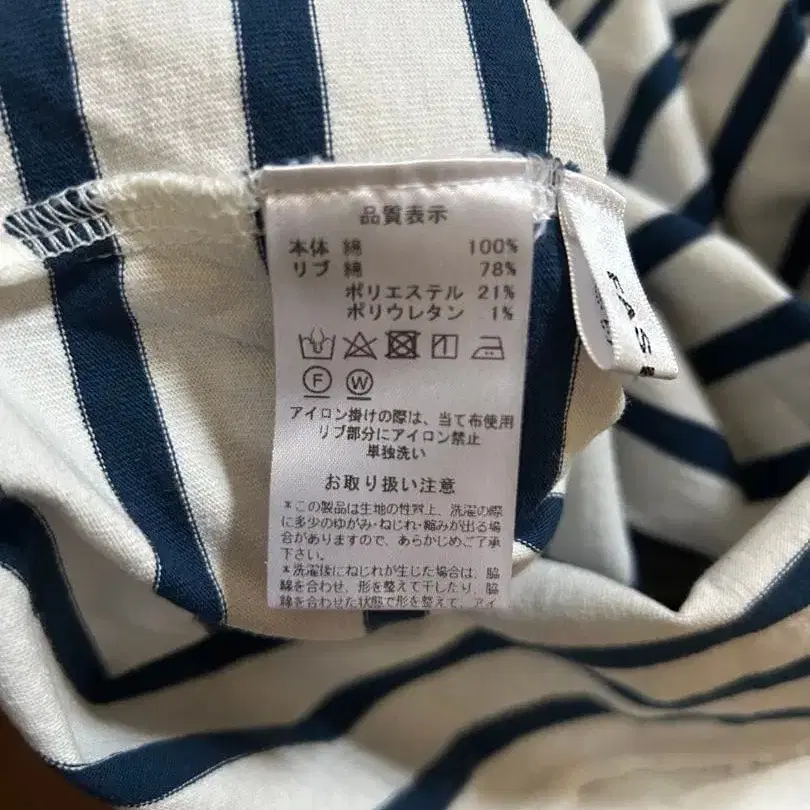 品質表示
本体 綿 100%
リブ 綿 78%
ポリエステル 21%
ポリウレタン 1%
F W
アイロン掛けの際は、当て布使用
リブ部分にアイロン禁止
単独洗い
お取り扱い注意
*この製品は生地の性質上、洗濯の際
に多少のゆがみ・ねじれ・縮みが出る場
合がありますので、あらかじめご了承
下さい。
*洗濯後にねじれが生じた場合は、脇
線を合わせ、形を整えて干したり、脇
線を合わせた状態で形を整えて、アイ
FAS